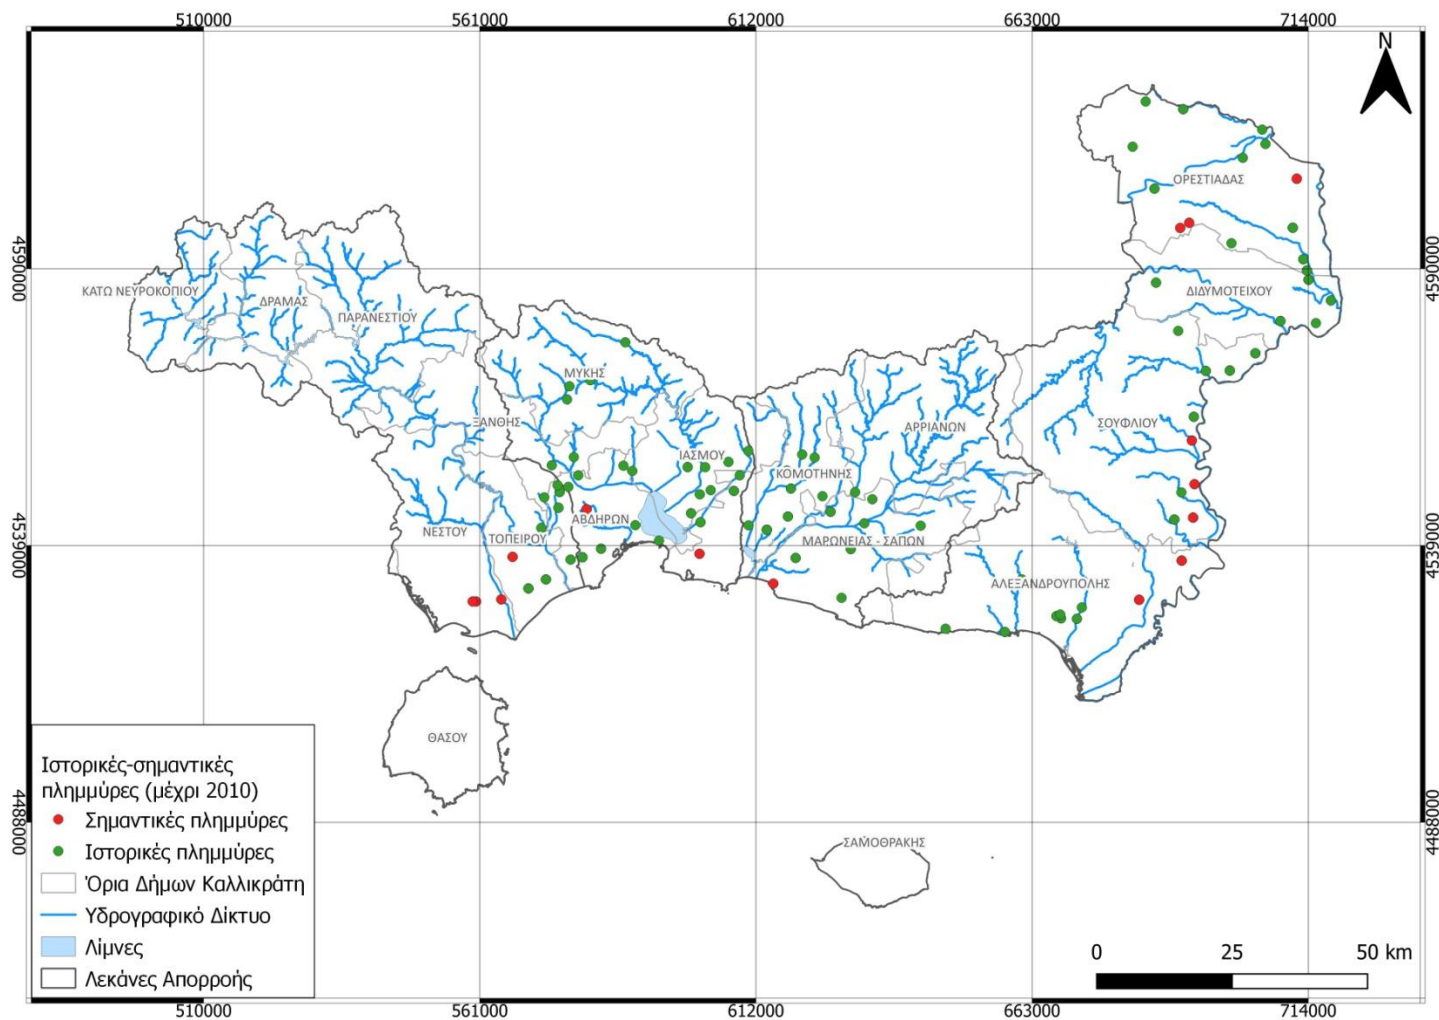 510000
561000
612000
663000
714000
N
ΟΡΕΣΤΙΑΔΑΣ
4590000
4590000
ΚΑΤΩ ΝΕΥΡΟΚΟΠΙΟΥ
ΔΡΑΜΑΣ
ΔΙΔΥΜΟΤΕΙΧΟΥ
ΠΑΡΑΝΕΣΤΙΟΥ
ΜΥΚΗΣ
ΞΑΝΘΗΣ
ΣΟΥΦΛΙΟΥ
ΑΡΡΙΑΝΩΝ
ΙΑΣΜΟΥ
ΚΟΜΟΤΗΝΗΣ
ΑΒΔΗΡΩΝ
ΝΕΣΤΟΥ
ΤΟΠΕΙΡΟΥ
ΜΑΡΩΝΕΙΑΣ - ΣΑΠΩΝ
4539000
4539000
ΑΛΕΞΑΝΔΡΟΥΠΟΛΗΣ
ΘΑΣΟΥ
4488000
4488000
ΣΑΜΟΘΡΑΚΗΣ
Ιστορικές-σημαντικές
πλημμύρες (μέχρι 2010)
Σημαντικές πλημμύρες
Ιστορικές πλημμύρες
Όρια Δήμων Καλλικράτη
Υδρογραφικό Δίκτυο
Λίμνες
Λεκάνες Απορροής
0 25 50 km
510000
561000
612000
663000
714000